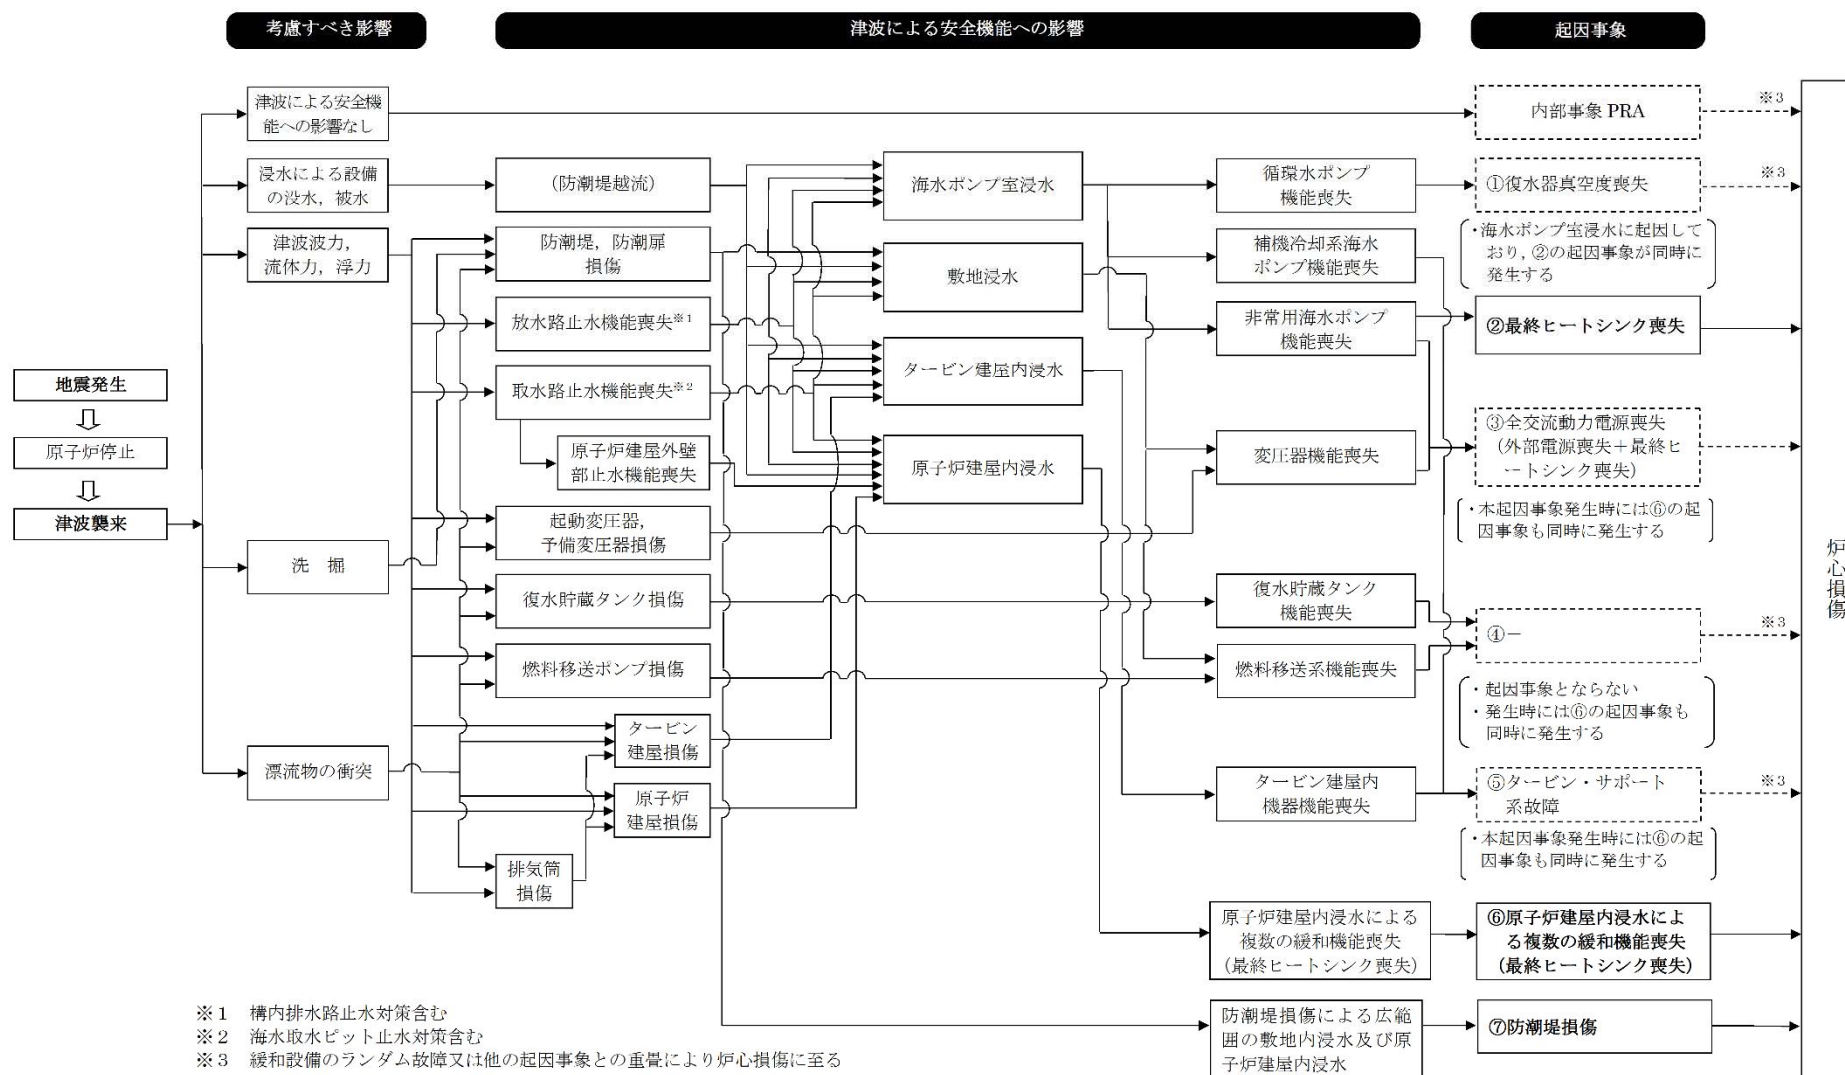 考慮すべき影響
津波による安全機能への影響
起因事象
津波による安全機
能への影響なし
内部事象 PRA
※3
浸水による設備
の没水，被水
（防潮堤越流）
海水ポンプ室浸水
循環水ポンプ
機能喪失
①復水器真空度喪失
※3
・海水ポンプ室浸水に起因して
おり，②の起因事象が同時に
発生する
津波波力，
流体力，浮力
防潮堤，防潮扉
損傷
敷地浸水
補機冷却系海水
ポンプ機能喪失
放水路止水機能喪失※1
非常用海水ポンプ
機能喪失
②最終ヒートシンク喪失
取水路止水機能喪失※2
タービン建屋内浸水
地震発生
原子炉停止
津波襲来
原子炉建屋外壁
部止水機能喪失
原子炉建屋内浸水
変圧器機能喪失
③全交流動力電源喪失
（外部電源喪失＋最終ヒ
ートシンク喪失）
・本起因事象発生時には⑥の起
因事象も同時に発生する
起動変圧器，
予備変圧器損傷
洗　掘
復水貯蔵タンク損傷
復水貯蔵タンク
機能喪失
④－
※3
燃料移送ポンプ損傷
燃料移送系機能喪失
・起因事象とならない
・発生時には⑥の起因事象も
同時に発生する
タービン
建屋損傷
漂流物の衝突
原子炉
建屋損傷
タービン建屋内
機器機能喪失
⑤タービン・サポート
系故障
※3
・本起因事象発生時には⑥の起
因事象も同時に発生する
排気筒
損傷
原子炉建屋内浸水による
複数の緩和機能喪失
（最終ヒートシンク喪失）
⑥原子炉建屋内浸水によ
る複数の緩和機能喪失
（最終ヒートシンク喪失）
防潮堤損傷による広範
囲の敷地内浸水及び原
子炉建屋内浸水
⑦防潮堤損傷
炉心損傷
※1　構内排水路止水対策含む
※2　海水取水ピット止水対策含む
※3　緩和設備のランダム故障又は他の起因事象との重畳により炉心損傷に至る